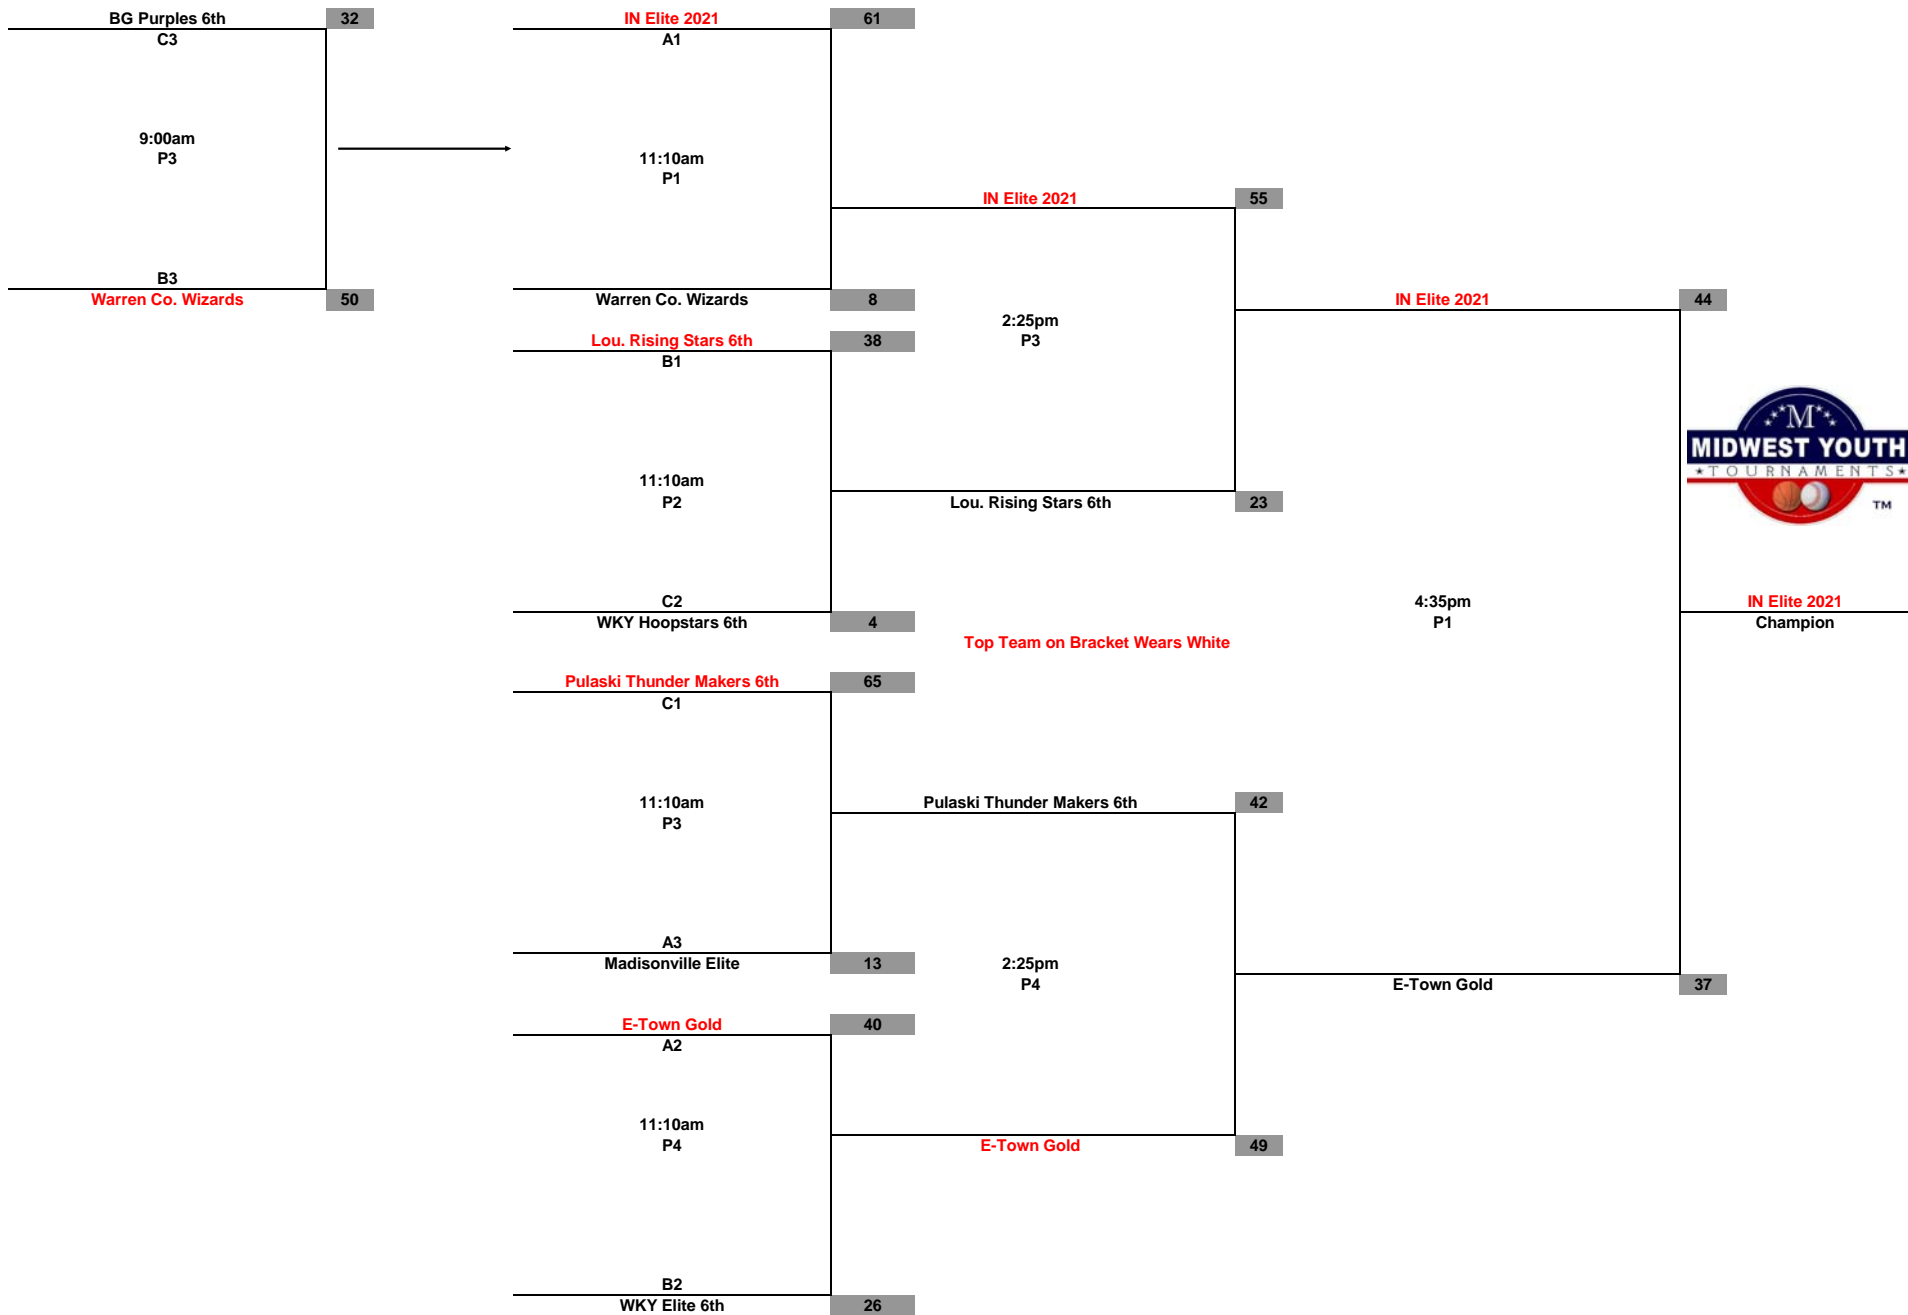 BG Purples 6th 32
C3
9:00am
P3
B3
Warren Co. Wizards 50
IN Elite 2021 61
A1
11:10am
P1
Warren Co. Wizards 8
Lou. Rising Stars 6th 38
B1
11:10am
P2
C2
WKY Hoopstars 6th 4
Pulaski Thunder Makers 6th 65
C1
11:10am
P3
A3
Madisonville Elite 13
E-Town Gold 40
A2
11:10am
P4
B2
WKY Elite 6th 26
IN Elite 2021 55
2:25pm
P3
Lou. Rising Stars 6th 23
Top Team on Bracket Wears White
Pulaski Thunder Makers 6th 42
2:25pm
P4
E-Town Gold 49
IN Elite 2021 44
4:35pm
P1
E-Town Gold 37
M
MIDWEST YOUTH
TOURNAMENTS
TM
IN Elite 2021
Champion